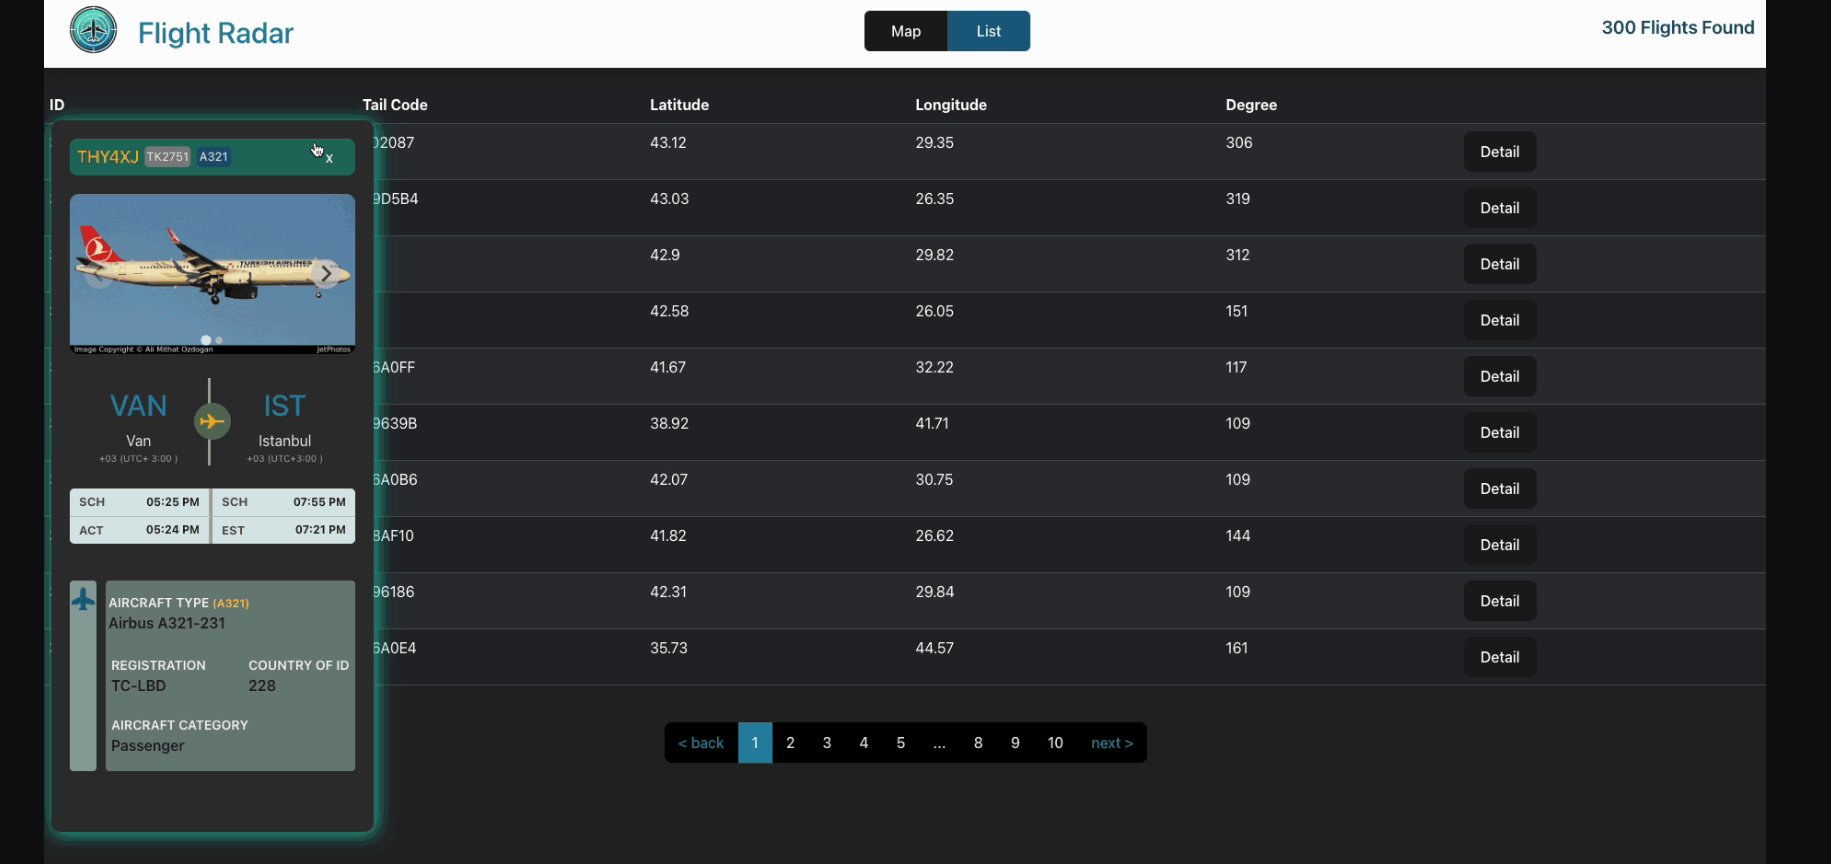 Flight Radar
Map List
300 Flights Found
ID Tail Code Latitude Longitude Degree
THY4XJ TK2751 A321 x
TURKISH AIRLINES
Image Copyright © Ali Mithat Ozdogan JetPhotos
VAN IST
Van Istanbul
+03 (UTC+ 3:00 ) +03 (UTC+3:00 )
SCH 05:25 PM SCH 07:55 PM
ACT 05:24 PM EST 07:21 PM
AIRCRAFT TYPE (A321)
Airbus A321-231
REGISTRATION COUNTRY OF ID
TC-LBD 228
AIRCRAFT CATEGORY
Passenger
2087 43.12 29.35 306 Detail
9D5B4 43.03 26.35 319 Detail
42.9 29.82 312 Detail
42.58 26.05 151 Detail
6A0FF 41.67 32.22 117 Detail
9639B 38.92 41.71 109 Detail
6A0B6 42.07 30.75 109 Detail
8AF10 41.82 26.62 144 Detail
96186 42.31 29.84 109 Detail
6A0E4 35.73 44.57 161 Detail
< back 1 2 3 4 5 ... 8 9 10 next >